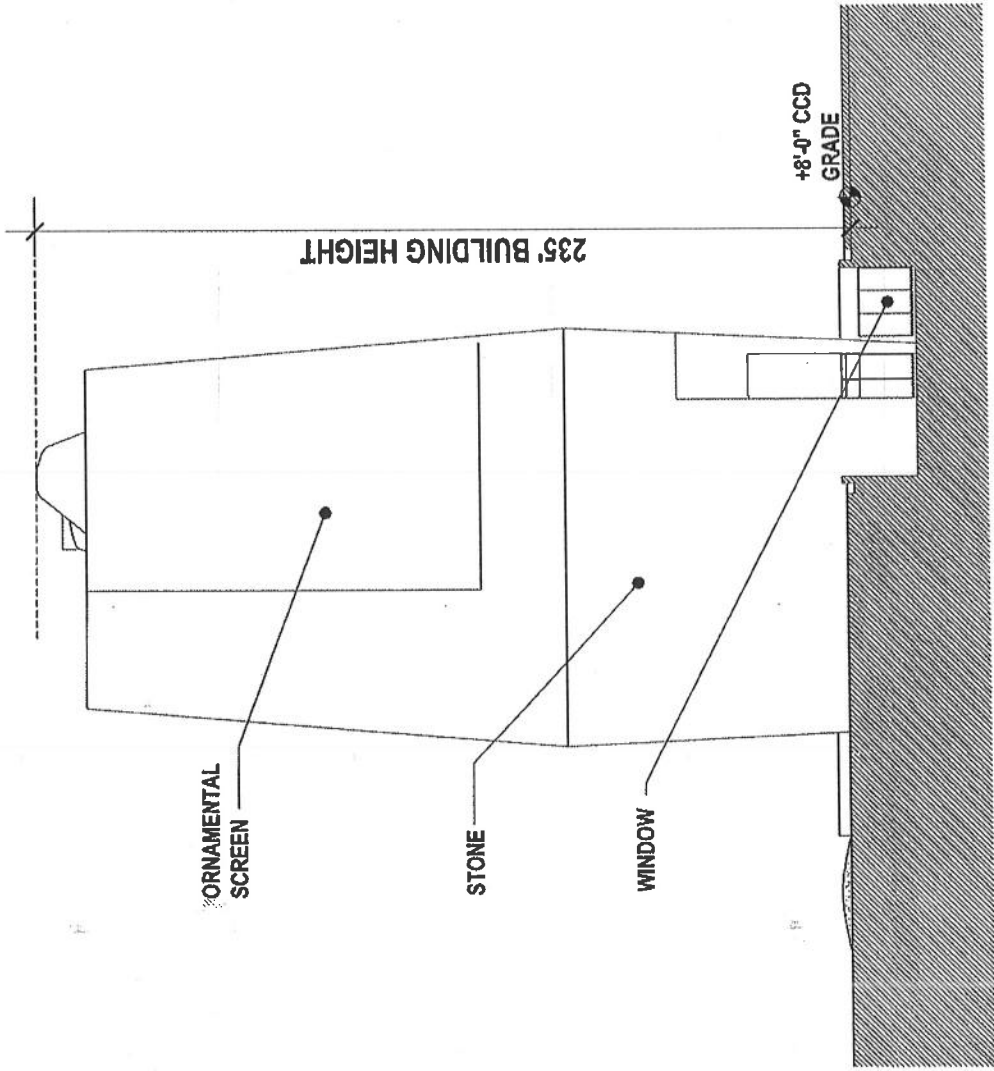 +8'-0" CCD
GRADE
235' BUILDING HEIGHT
ORNAMENTAL
SCREEN
STONE
WINDOW